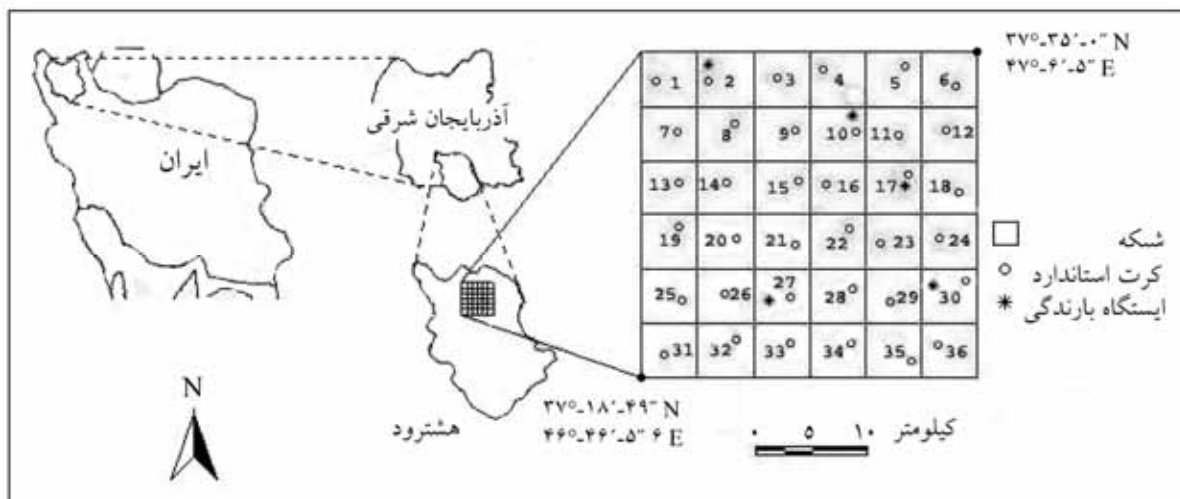 ایران
آذربایجان شرقی
هشترود
N
۳۷°-۳۵′-۰″ N
۴۷°-۶′-۵″ E
1 2 3 4 5 6
7 8 9 10 11 12
13 14 15 16 17 18
19 20 21 22 23 24
25 26 27 28 29 30
31 32 33 34 35 36
شبکه
کرت استاندارد
ایستگاه بارندگی
۳۷°-۱۸′-۴۹″ N
۴۶°-۴۶′-۵″ ۶ E
۰ ۵ ۱۰ کیلومتر